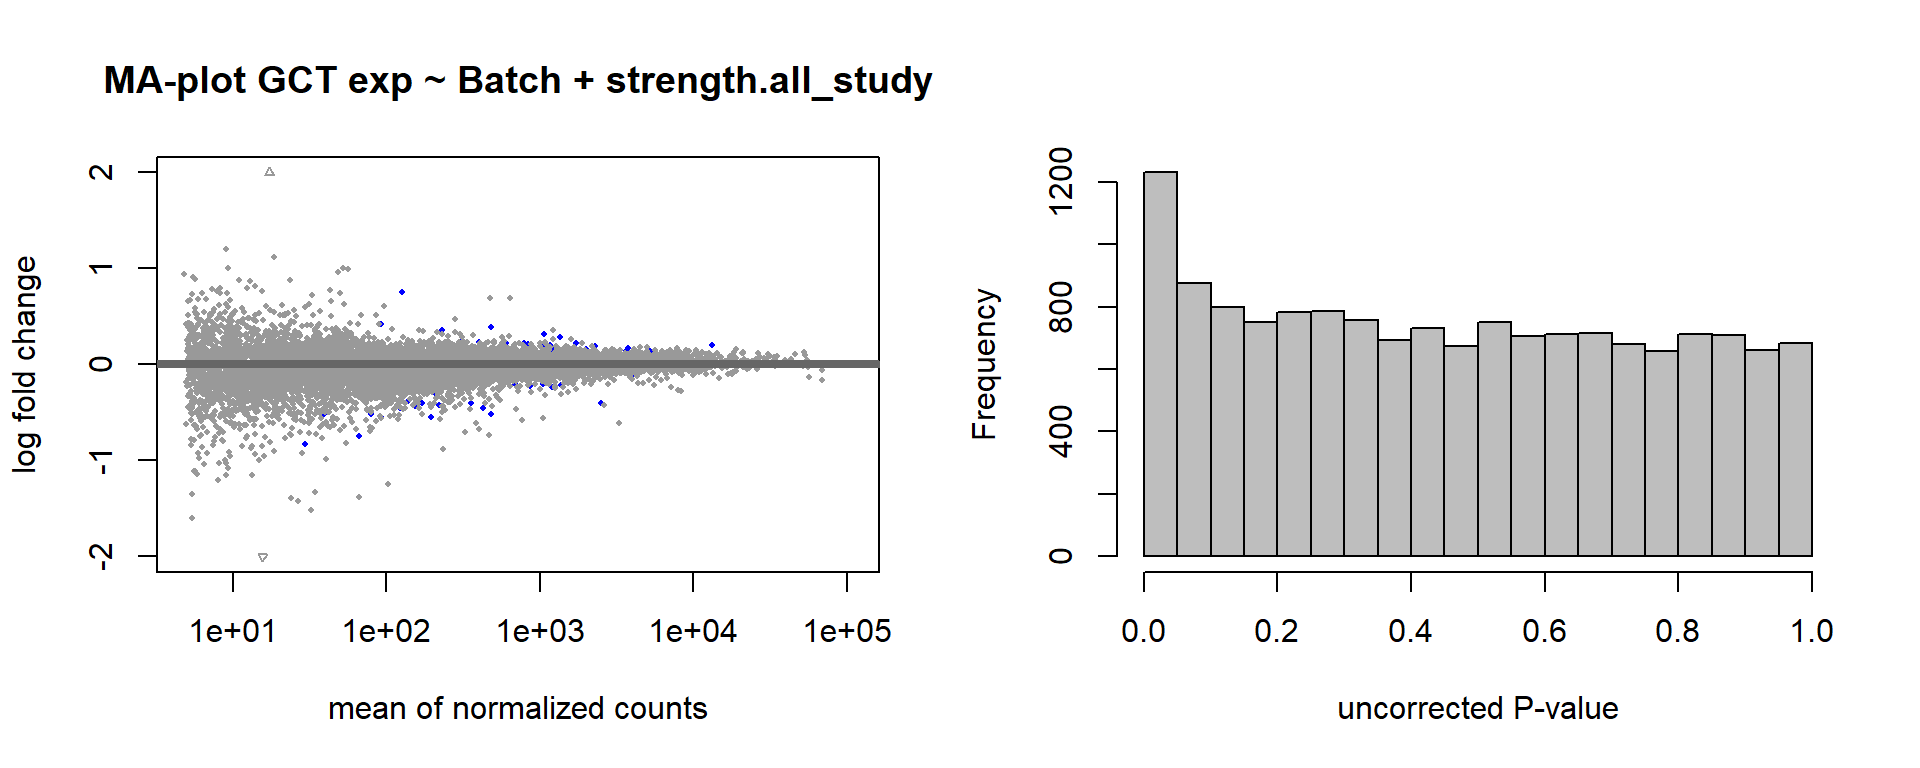 MA-plot GCT exp ~ Batch + strength.all_study
log fold change
2
1
0
-1
-2
1e+01 1e+02 1e+03 1e+04 1e+05
mean of normalized counts
Frequency
1200
800
400
0
0.0 0.2 0.4 0.6 0.8 1.0
uncorrected P-value